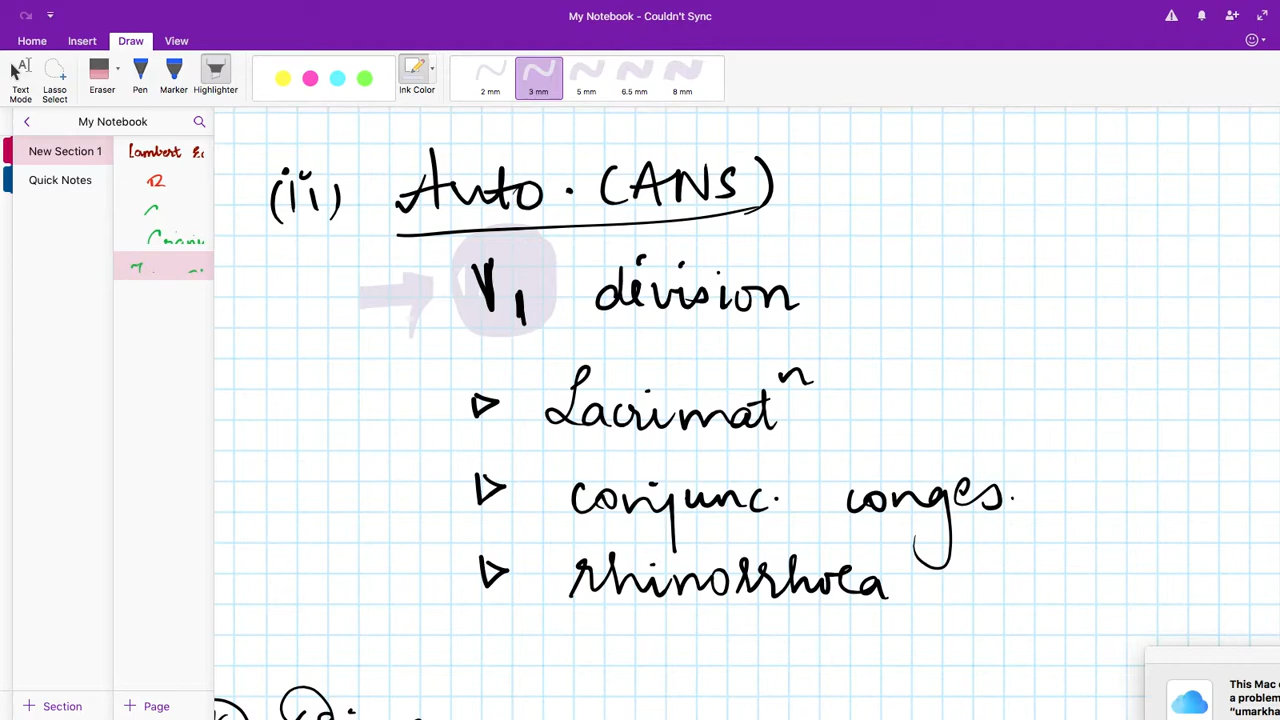 My Notebook - Couldn't Sync
Home Insert Draw View
Text Mode
Lasso Select
Eraser
Pen
Marker
Highlighter
Ink Color
2 mm
3 mm
5 mm
6.5 mm
8 mm
My Notebook
New Section 1
Quick Notes
Lambert
(ii) Auto. (ANS)
V1 division
Lacrimatⁿ
conjunc. conges.
rhinorrhoea
+ Section
+ Page
This Mac
a problem
"umarkha